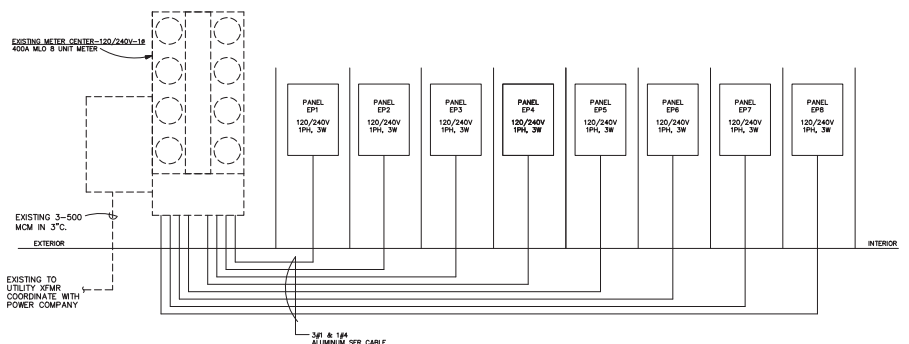 EXISTING METER CENTER-120/240V-1Ø
400A MLO 8 UNIT METER
PANEL
EP1
120/240V
1PH, 3W
PANEL
EP2
120/240V
1PH, 3W
PANEL
EP3
120/240V
1PH, 3W
PANEL
EP4
120/240V
1PH, 3W
PANEL
EP5
120/240V
1PH, 3W
PANEL
EP6
120/240V
1PH, 3W
PANEL
EP7
120/240V
1PH, 3W
PANEL
EP8
120/240V
1PH, 3W
EXISTING 3-500
MCM IN 3"C.
EXTERIOR
INTERIOR
EXISTING TO
UTILITY XFMR
COORDINATE WITH
POWER COMPANY
3#1 & 1#4
ALUMINUM SER CABLE